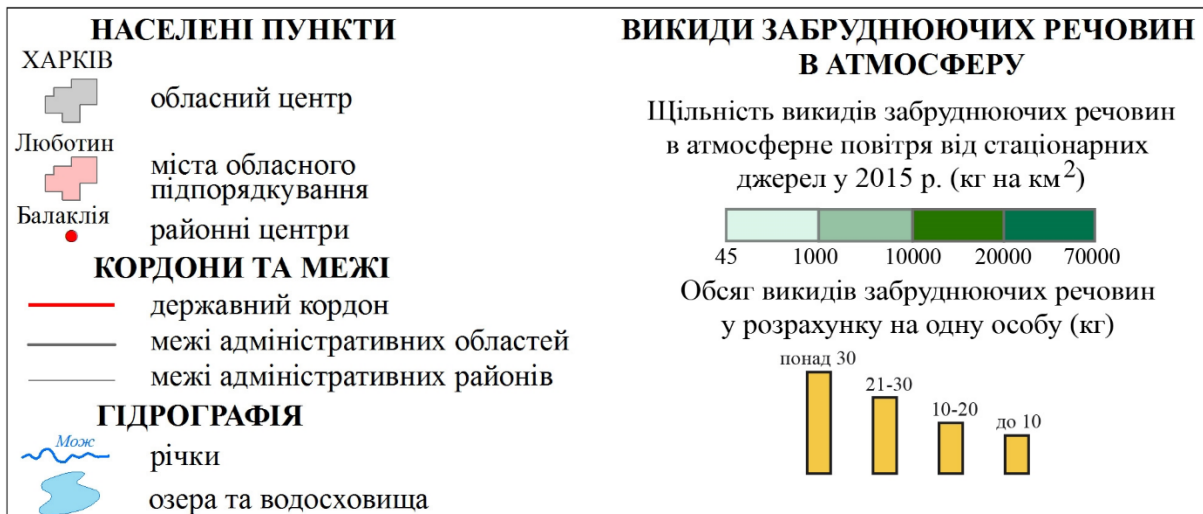 НАСЕЛЕНІ ПУНКТИ
ХАРКІВ
обласний центр
Люботин
міста обласного
підпорядкування
Балаклія
районні центри
КОРДОНИ ТА МЕЖІ
державний кордон
межі адміністративних областей
межі адміністративних районів
ГІДРОГРАФІЯ
Мож
річки
озера та водосховища
ВИКИДИ ЗАБРУДНЮЮЧИХ РЕЧОВИН
В АТМОСФЕРУ
Щільність викидів забруднюючих речовин
в атмосферне повітря від стаціонарних
джерел у 2015 р. (кг на км²)
45 1000 10000 20000 70000
Обсяг викидів забруднюючих речовин
у розрахунку на одну особу (кг)
понад 30
21-30
10-20
до 10